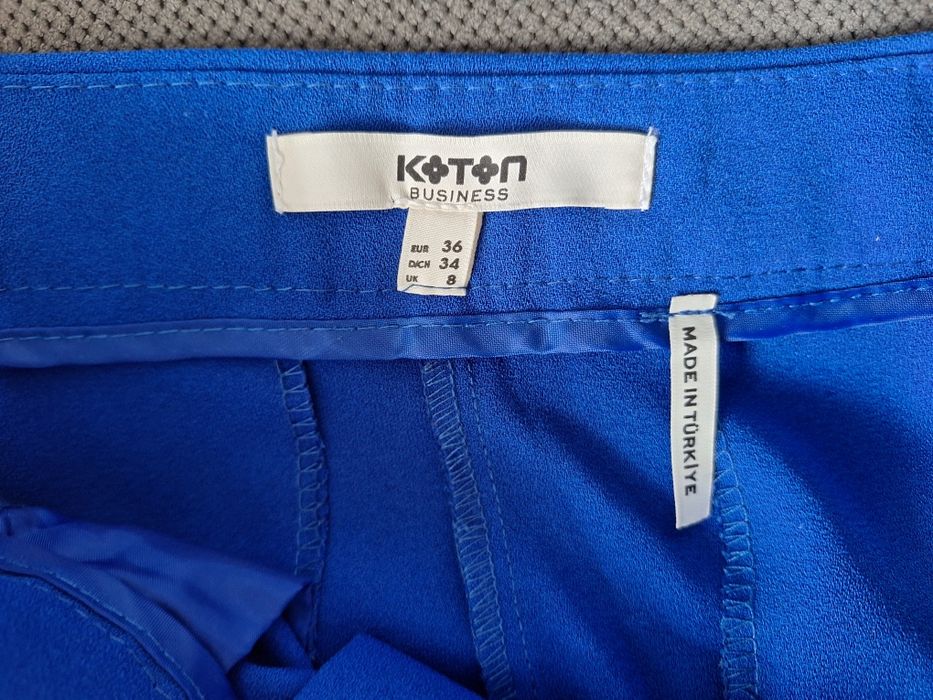 KOTON
BUSINESS
EUR 36
D/CH 34
UK 8
MADE IN TÜRKİYE